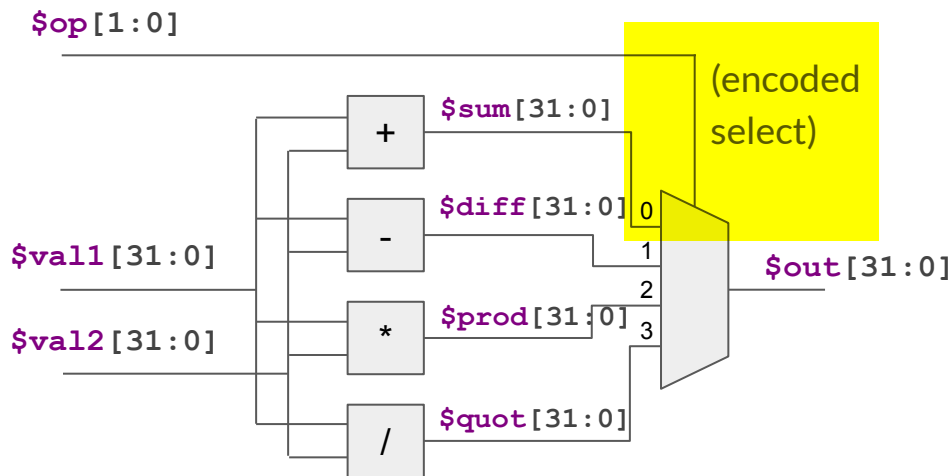 $op[1:0]
(encoded
select)
$sum[31:0]
+
$diff[31:0]
0
-
1
$val1[31:0]
$out[31:0]
2
$prod[31:0]
*
3
$val2[31:0]
$quot[31:0]
/